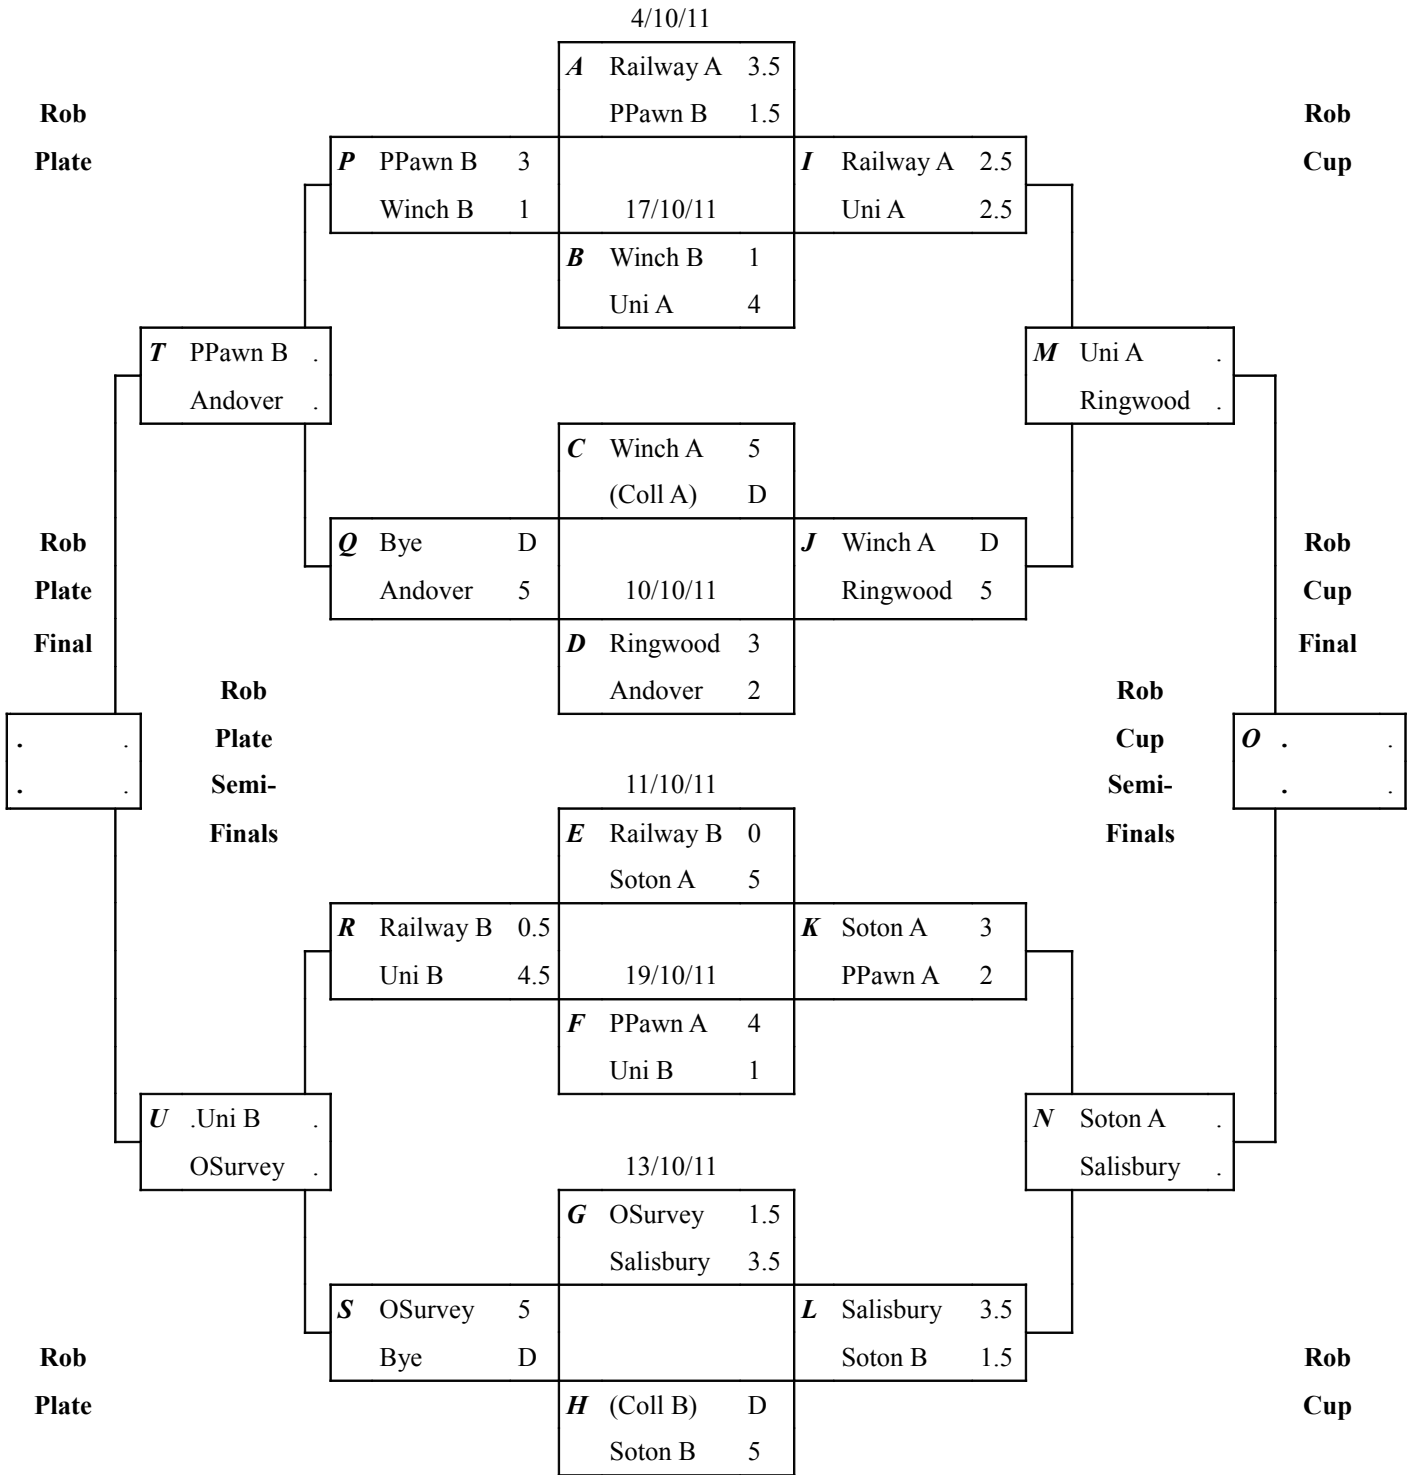 4/10/11
A Railway A 3.5
Rob PPawn B 1.5 Rob
Plate P PPawn B 3 I Railway A 2.5 Cup
Winch B 1 17/10/11 Uni A 2.5
B Winch B 1
Uni A 4
T PPawn B . M Uni A .
Andover . Ringwood .
C Winch A 5
(Coll A) D
Rob Q Bye D J Winch A D Rob
Plate Andover 5 10/10/11 Ringwood 5 Cup
Final D Ringwood 3 Final
Rob Andover 2 Rob
. . Plate Cup O . .
. . Semi- 11/10/11 Semi- . .
Finals E Railway B 0 Finals
Soton A 5
R Railway B 0.5 K Soton A 3
Uni B 4.5 19/10/11 PPawn A 2
F PPawn A 4
Uni B 1
U .Uni B . N Soton A .
OSurvey . 13/10/11 Salisbury .
G OSurvey 1.5
Salisbury 3.5
S OSurvey 5 L Salisbury 3.5
Rob Bye D Soton B 1.5 Rob
Plate H (Coll B) D Cup
Soton B 5